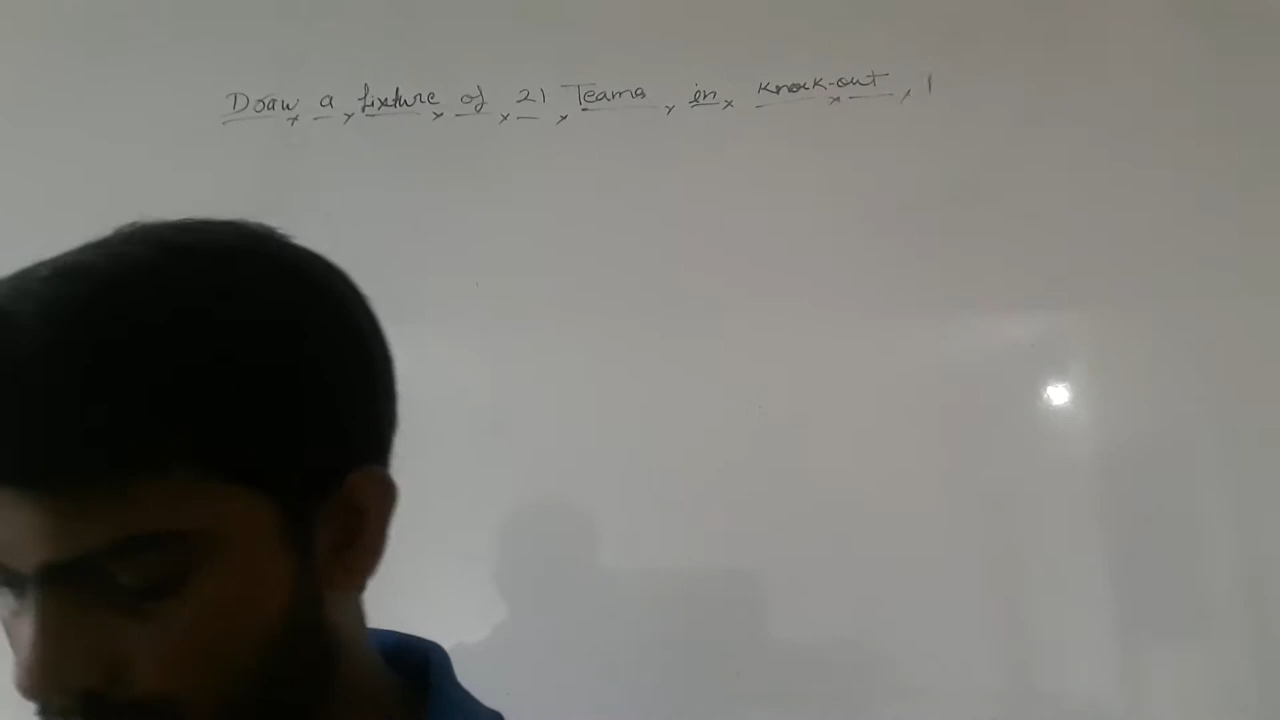 Draw a fixture of 21 Teams, in Knock-out,